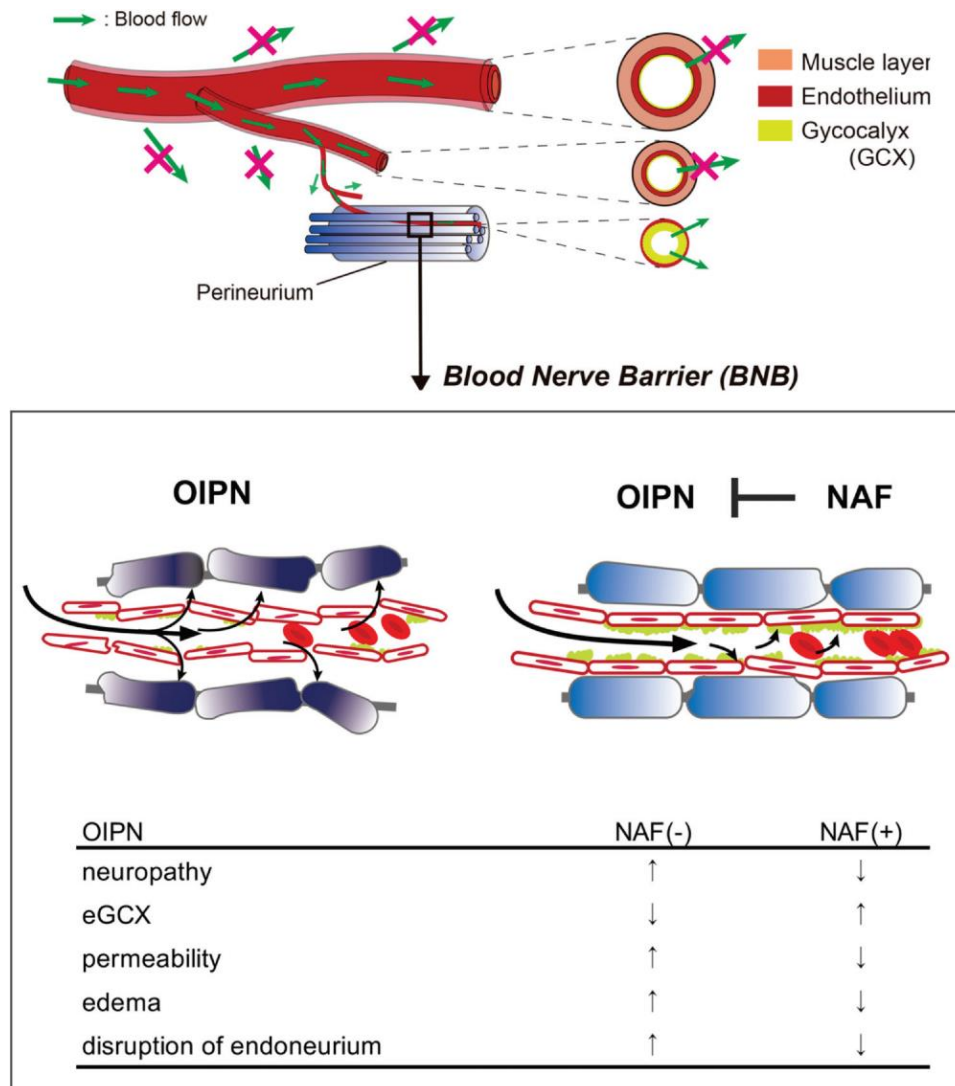 : Blood flow
Muscle layer
Endothelium
Gycocalyx
(GCX)
Perineurium
Blood Nerve Barrier (BNB)
OIPN
OIPN NAF
OIPN NAF(-) NAF(+)
neuropathy ↑ ↓
eGCX ↓ ↑
permeability ↑ ↓
edema ↑ ↓
disruption of endoneurium ↑ ↓